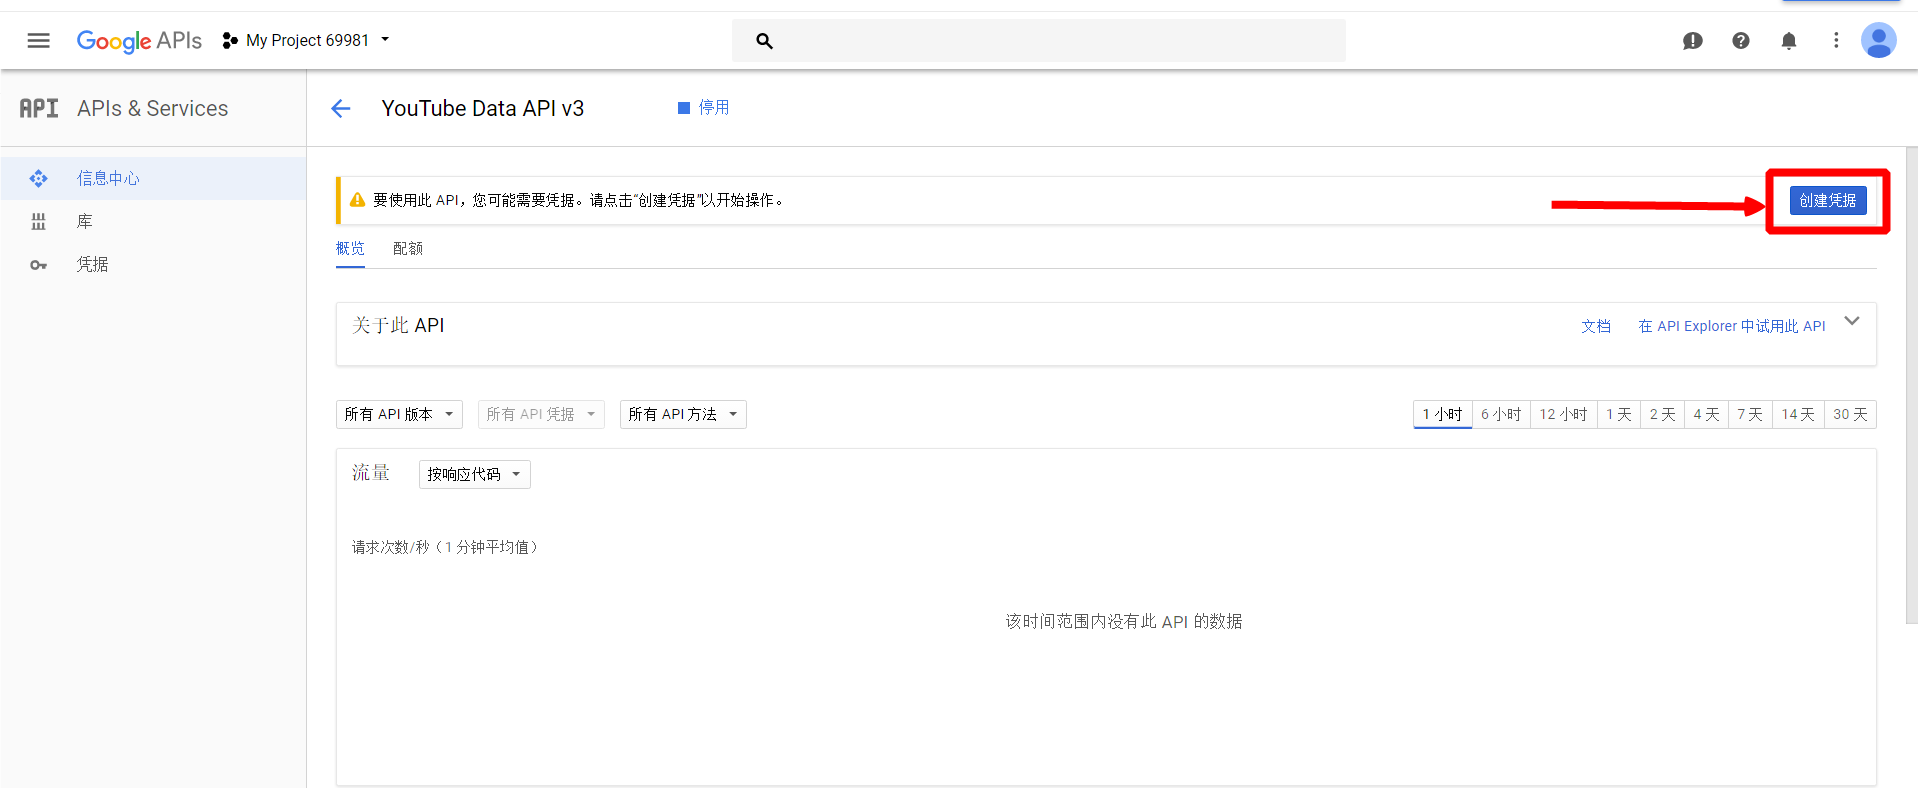 Google APIs My Project 69981
API APIs & Services
YouTube Data API v3 停用
信息中心
库
凭据
要使用此 API，您可能需要凭据。请点击“创建凭据”以开始操作。 创建凭据
概览 配额
关于此 API 文档 在 API Explorer 中试用此 API
所有 API 版本 所有 API 凭据 所有 API 方法 1 小时 6 小时 12 小时 1 天 2 天 4 天 7 天 14 天 30 天
流量 按响应代码
请求次数/秒（1 分钟平均值）
该时间范围内没有此 API 的数据